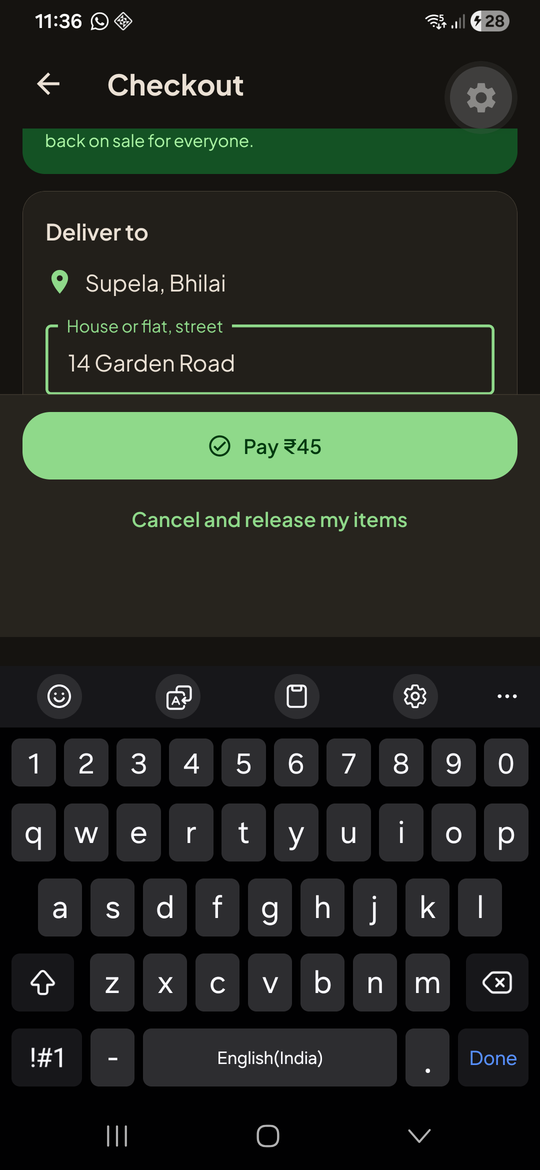 11:36
5
28
Checkout
back on sale for everyone.
Deliver to
Supela, Bhilai
House or flat, street
14 Garden Road
Pay ₹45
Cancel and release my items
A
1 2 3 4 5 6 7 8 9 0
q w e r t y u i o p
a s d f g h j k l
z x c v b n m
!#1 - English(India) . Done